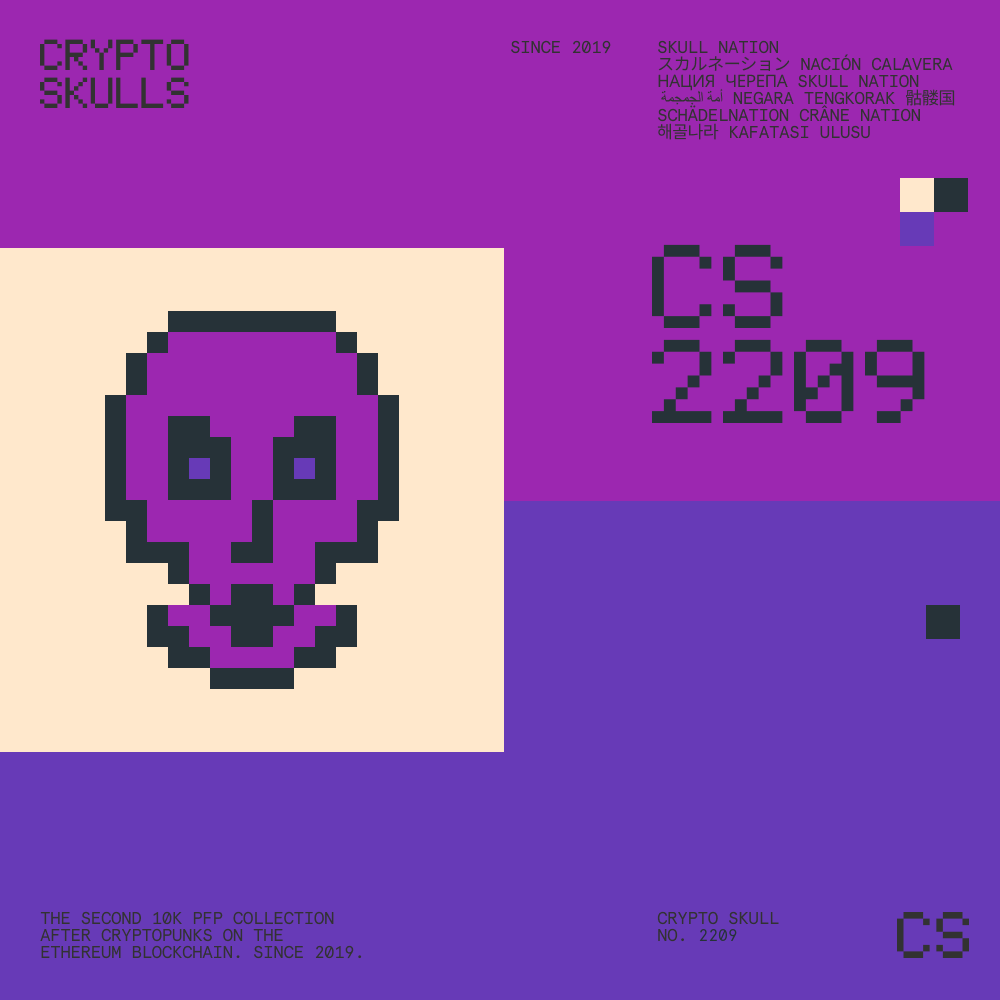 CRYPTO
SKULLS
SINCE 2019
SKULL NATION
スカルネーション NACIÓN CALAVERA
НАЦИЯ ЧЕРЕПА SKULL NATION
أمة الجمجمة NEGARA TENGKORAK 骷髅国
SCHÄDELNATION CRÂNE NATION
해골나라 KAFATASI ULUSU
CS
2209
THE SECOND 10K PFP COLLECTION
AFTER CRYPTOPUNKS ON THE
ETHEREUM BLOCKCHAIN. SINCE 2019.
CRYPTO SKULL
NO. 2209
CS